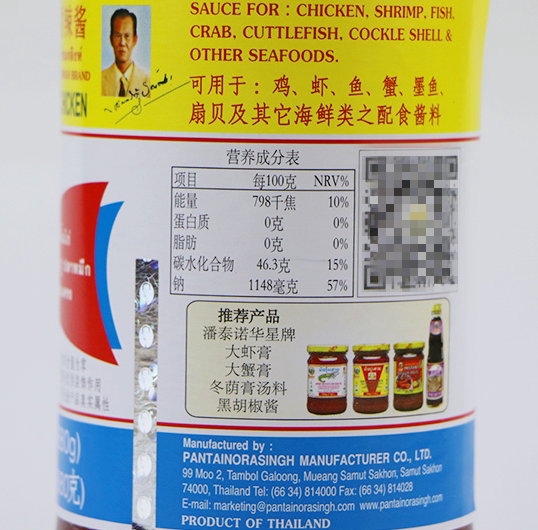 辣酱
BRAND
CKEN
SAUCE FOR : CHICKEN, SHRIMP, FISH,
CRAB, CUTTLEFISH, COCKLE SHELL &
OTHER SEAFOODS.
可用于：鸡、虾、鱼、蟹、墨鱼、
扇贝及其它海鲜类之配食酱料
营养成分表
项目 每100克 NRV%
能量 798千焦 10%
蛋白质 0克 0%
脂肪 0克 0%
碳水化合物 46.3克 15%
钠 1148毫克 57%
推荐产品
潘泰诺华星牌
大虾膏
大蟹膏
冬荫膏汤料
黑胡椒酱
Manufactured by :
PANTAINORASINGH MANUFACTURER CO., LTD.
99 Moo 2, Tambol Galoong, Mueang Samut Sakhon, Samut Sakhon
74000, Thailand Tel: (66 34) 814000 Fax: (66 34) 814028
E-mail: marketing@pantainorasingh.com www.pantainorasingh.com
PRODUCT OF THAILAND